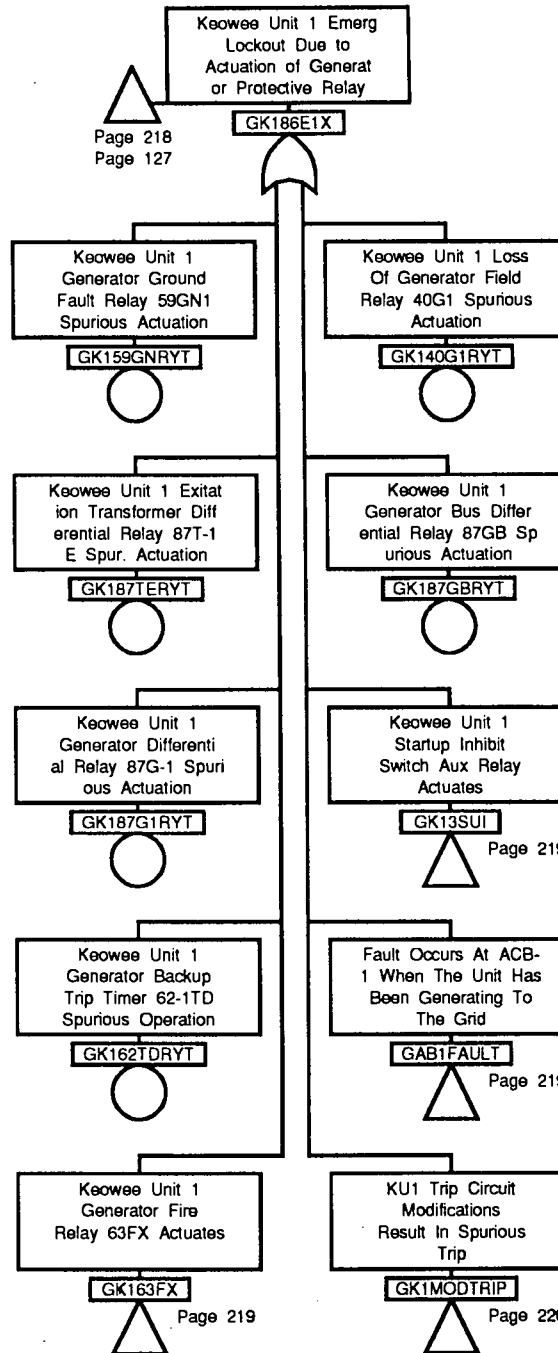 Keowee Unit 1 Emerg
Lockout Due to
Actuation of Generat
or Protective Relay
GK186E1X
Page 218
Page 127
Keowee Unit 1
Generator Ground
Fault Relay 59GN1
Spurious Actuation
GK159GNRYT
Keowee Unit 1 Loss
Of Generator Field
Relay 40G1 Spurious
Actuation
GK140G1RYT
Keowee Unit 1 Exitat
ion Transformer Diff
erential Relay 87T-1
E Spur. Actuation
GK187TERYT
Keowee Unit 1
Generator Bus Differ
ential Relay 87GB Sp
urious Actuation
GK187GBRYT
Keowee Unit 1
Generator Differenti
al Relay 87G-1 Spuri
ous Actuation
GK187G1RYT
Keowee Unit 1
Startup Inhibit
Switch Aux Relay
Actuates
GK13SUI
Page 219
Keowee Unit 1
Generator Backup
Trip Timer 62-1TD
Spurious Operation
GK162TDRYT
Fault Occurs At ACB-
1 When The Unit Has
Been Generating To
The Grid
GAB1FAULT
Page 219
Keowee Unit 1
Generator Fire
Relay 63FX Actuates
GK163FX
Page 219
KU1 Trip Circuit
Modifications
Result In Spurious
Trip
GK1MODTRIP
Page 220